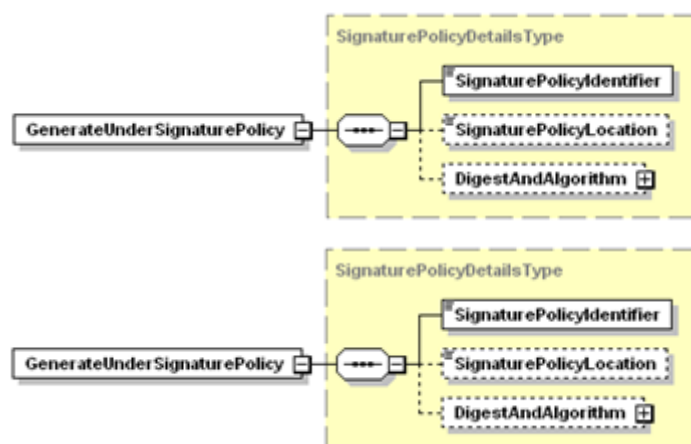 SignaturePolicyDetailsType
SignaturePolicyIdentifier
GenerateUnderSignaturePolicy
SignaturePolicyLocation
DigestAndAlgorithm
SignaturePolicyDetailsType
SignaturePolicyIdentifier
GenerateUnderSignaturePolicy
SignaturePolicyLocation
DigestAndAlgorithm